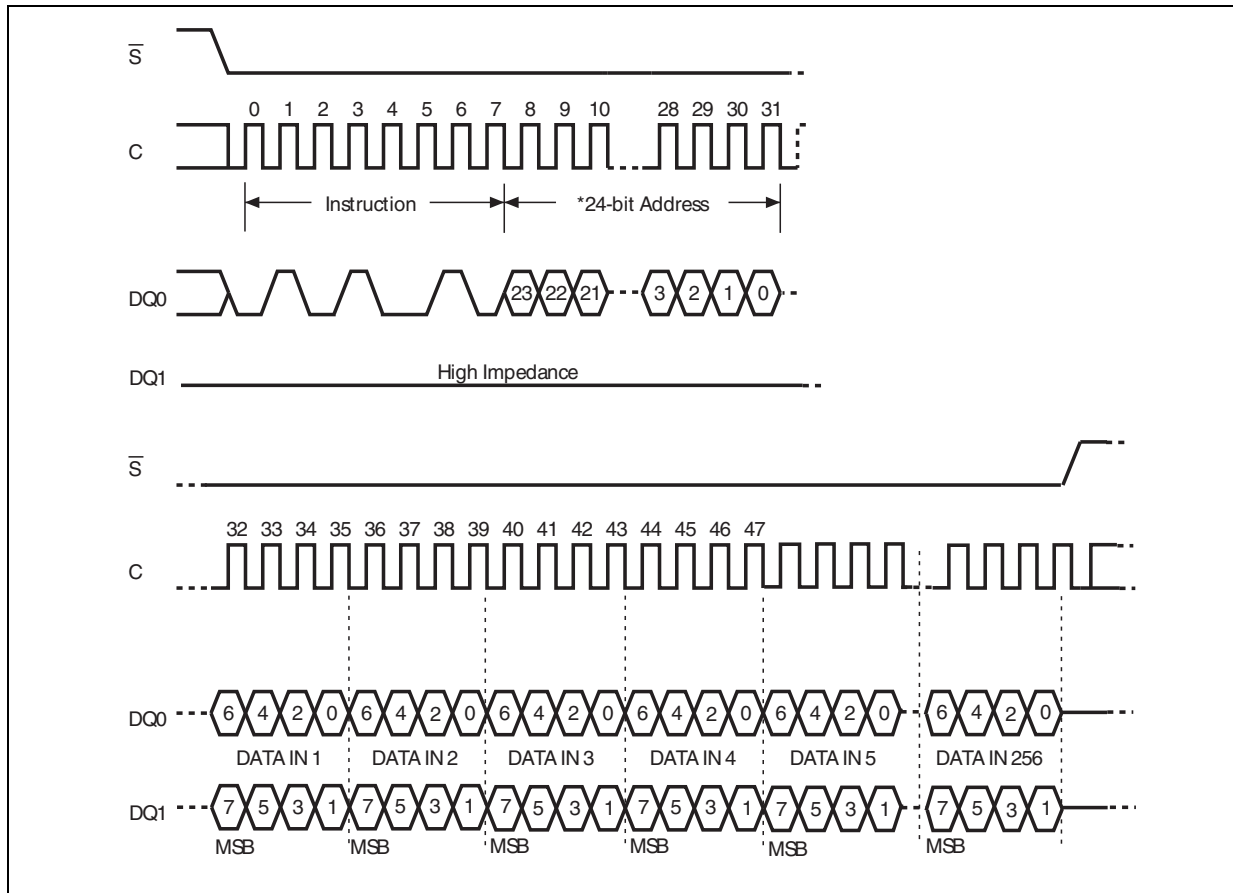 S
0 1 2 3 4 5 6 7 8 9 10 28 29 30 31
C
Instruction *24-bit Address
DQ0 23 22 21 3 2 1 0
High Impedance
DQ1
S
32 33 34 35 36 37 38 39 40 41 42 43 44 45 46 47
C
DQ0 6 4 2 0 6 4 2 0 6 4 2 0 6 4 2 0 6 4 2 0 6 4 2 0
DATA IN 1 DATA IN 2 DATA IN 3 DATA IN 4 DATA IN 5 DATA IN 256
DQ1 7 5 3 1 7 5 3 1 7 5 3 1 7 5 3 1 7 5 3 1 7 5 3 1
MSB MSB MSB MSB MSB MSB